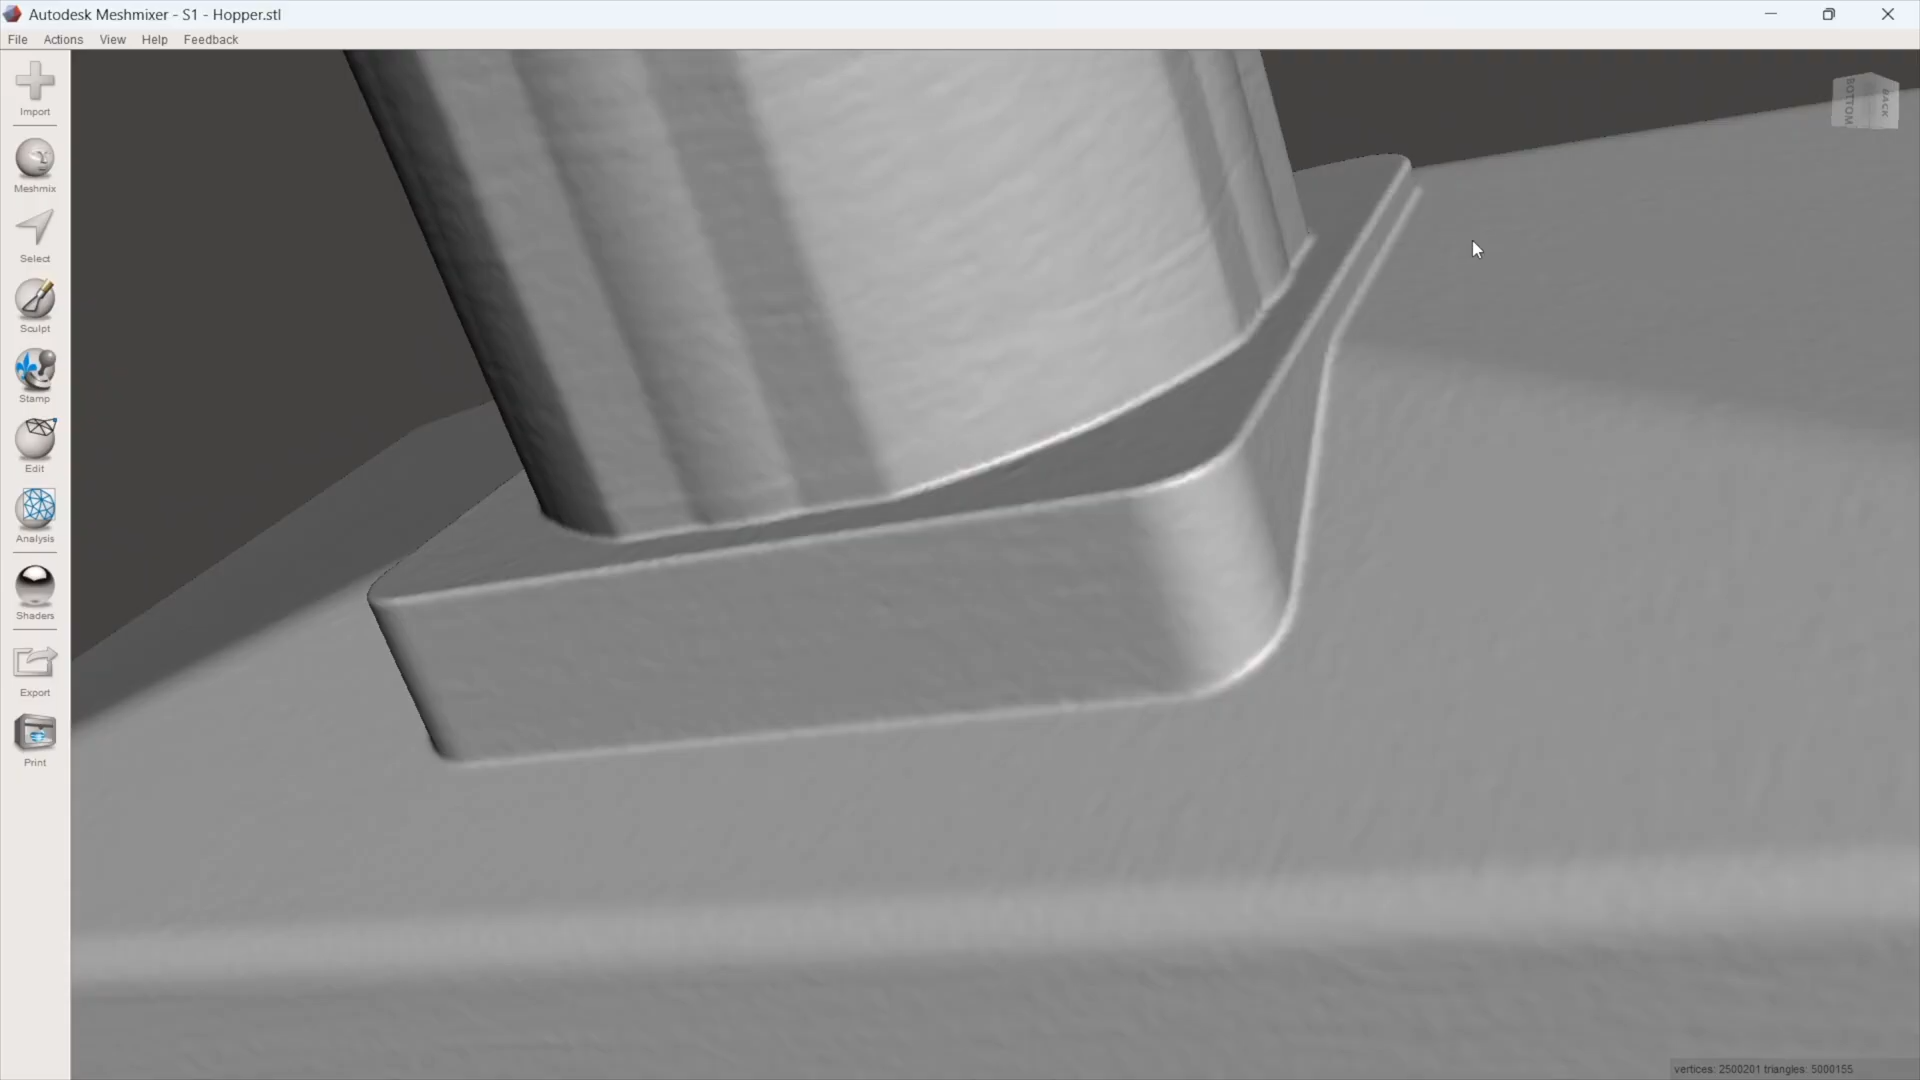 Autodesk Meshmixer - S1 - Hopper.stl
File Actions View Help Feedback
Import
Meshmix
Select
Sculpt
Stamp
Edit
Analysis
Shaders
Export
Print
BOTTOM
BACK
vertices: 2500201 triangles: 5000155